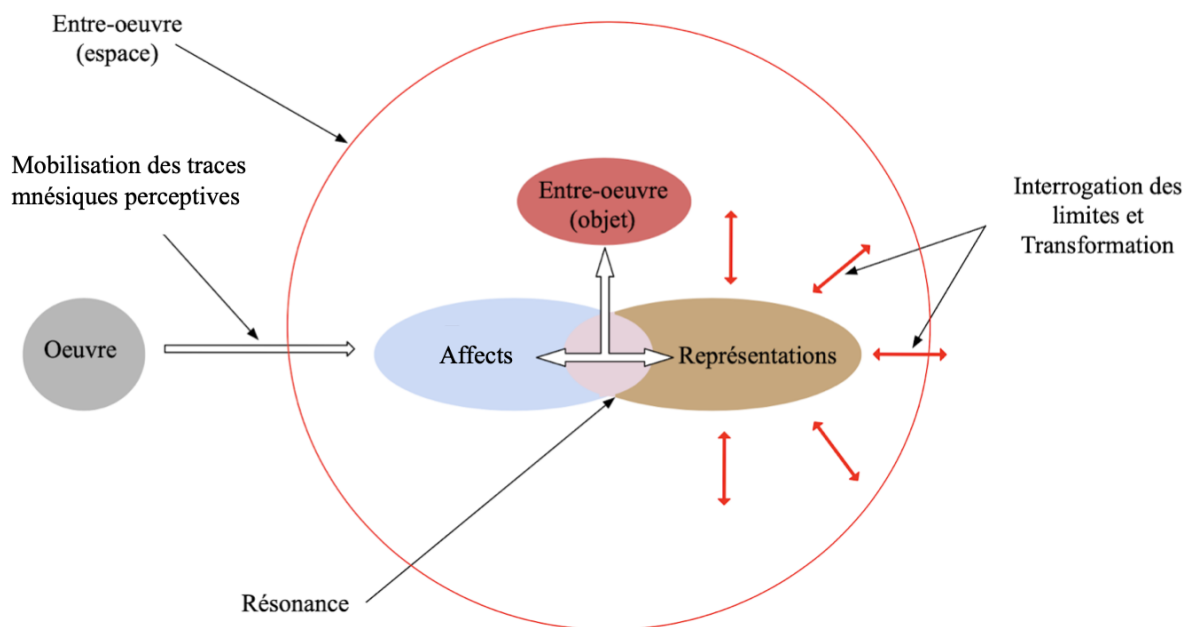 Entre-oeuvre
(espace)
Mobilisation des traces
mnésiques perceptives
Entre-oeuvre
(objet)
Interrogation des
limites et
Transformation
Oeuvre
Affects
Représentations
Résonance